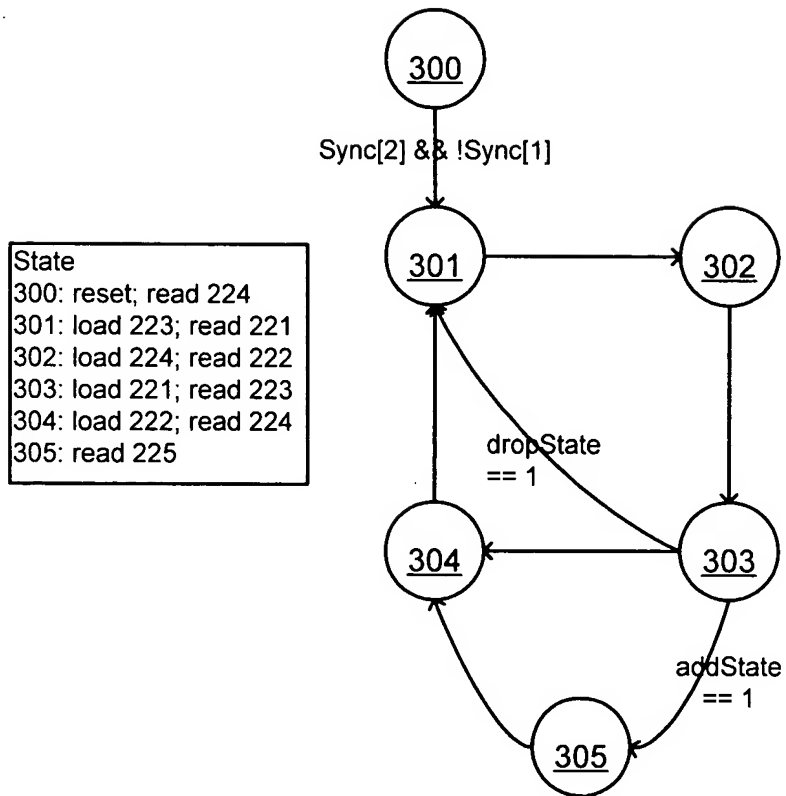 300
Sync[2] && !Sync[1]
301
302
State
300: reset; read 224
301: load 223; read 221
302: load 224; read 222
303: load 221; read 223
304: load 222; read 224
305: read 225
dropState
== 1
304
303
addState
== 1
305